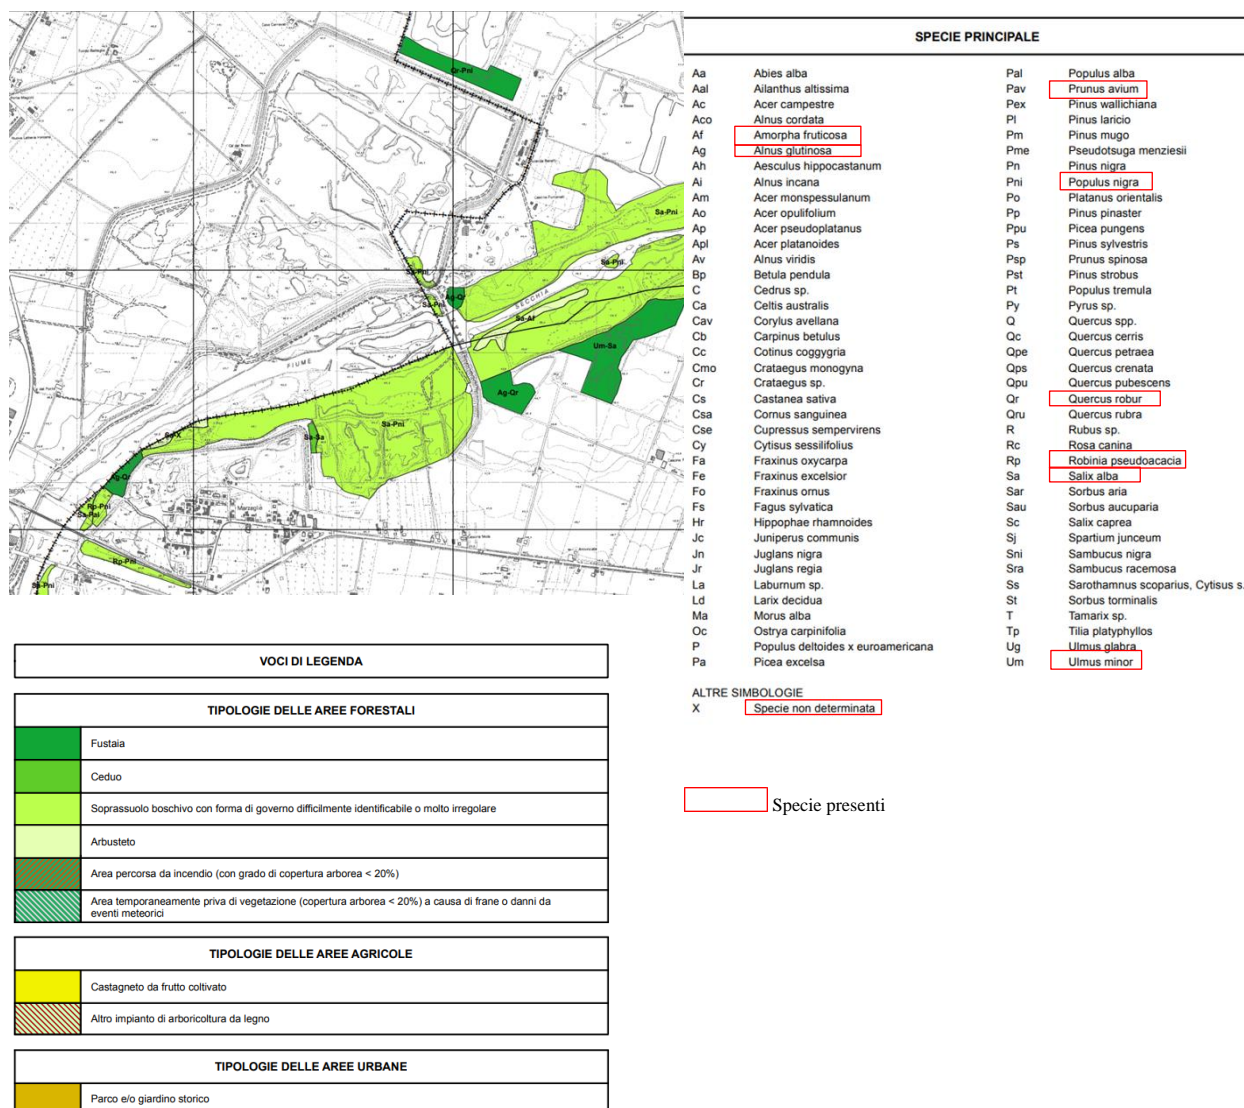 Qr-Pni
Sa-Pni
Sa-Pni
Sa-Pni
Ag-Qr
Sa-Pni
SECCHIA
Sa-Af
Um-Sa
FIUME
Ag-Qr
Sa-Pni
Sa-X
Sa-Sa
Ag-Qr
Rp-Pni
Sa-Pal
Marzaglia
Rp-Pni
Sa-Pni
SPECIE PRINCIPALE
Aa Abies alba
Aal Ailanthus altissima
Ac Acer campestre
Aco Alnus cordata
Af Amorpha fruticosa
Ag Alnus glutinosa
Ah Aesculus hippocastanum
Ai Alnus incana
Am Acer monspessulanum
Ao Acer opulifolium
Ap Acer pseudoplatanus
Apl Acer platanoides
Av Alnus viridis
Bp Betula pendula
C Cedrus sp.
Ca Celtis australis
Cav Corylus avellana
Cb Carpinus betulus
Cc Cotinus coggygria
Cmo Crataegus monogyna
Cr Crataegus sp.
Cs Castanea sativa
Csa Cornus sanguinea
Cse Cupressus sempervirens
Cy Cytisus sessilifolius
Fa Fraxinus oxycarpa
Fe Fraxinus excelsior
Fo Fraxinus ornus
Fs Fagus sylvatica
Hr Hippophae rhamnoides
Jc Juniperus communis
Jn Juglans nigra
Jr Juglans regia
La Laburnum sp.
Ld Larix decidua
Ma Morus alba
Oc Ostrya carpinifolia
P Populus deltoides x euroamericana
Pa Picea excelsa
Pal Populus alba
Pav Prunus avium
Pex Pinus wallichiana
Pl Pinus laricio
Pm Pinus mugo
Pme Pseudotsuga menziesii
Pn Pinus nigra
Pni Populus nigra
Po Platanus orientalis
Pp Pinus pinaster
Ppu Picea pungens
Ps Pinus sylvestris
Psp Prunus spinosa
Pst Pinus strobus
Pt Populus tremula
Py Pyrus sp.
Q Quercus spp.
Qc Quercus cerris
Qpe Quercus petraea
Qps Quercus crenata
Qpu Quercus pubescens
Qr Quercus robur
Qru Quercus rubra
R Rubus sp.
Rc Rosa canina
Rp Robinia pseudoacacia
Sa Salix alba
Sar Sorbus aria
Sau Sorbus aucuparia
Sc Salix caprea
Sj Spartium junceum
Sni Sambucus nigra
Sra Sambucus racemosa
Ss Sarothamnus scoparius, Cytisus s.
St Sorbus torminalis
T Tamarix sp.
Tp Tilia platyphyllos
Ug Ulmus glabra
Um Ulmus minor
ALTRE SIMBOLOGIE
X Specie non determinata
Specie presenti
VOCI DI LEGENDA
TIPOLOGIE DELLE AREE FORESTALI
Fustaia
Ceduo
Soprassuolo boschivo con forma di governo difficilmente identificabile o molto irregolare
Arbusteto
Area percorsa da incendio (con grado di copertura arborea < 20%)
Area temporaneamente priva di vegetazione (copertura arborea < 20%) a causa di frane o danni da
eventi meteorici
TIPOLOGIE DELLE AREE AGRICOLE
Castagneto da frutto coltivato
Altro impianto di arboricoltura da legno
TIPOLOGIE DELLE AREE URBANE
Parco e/o giardino storico